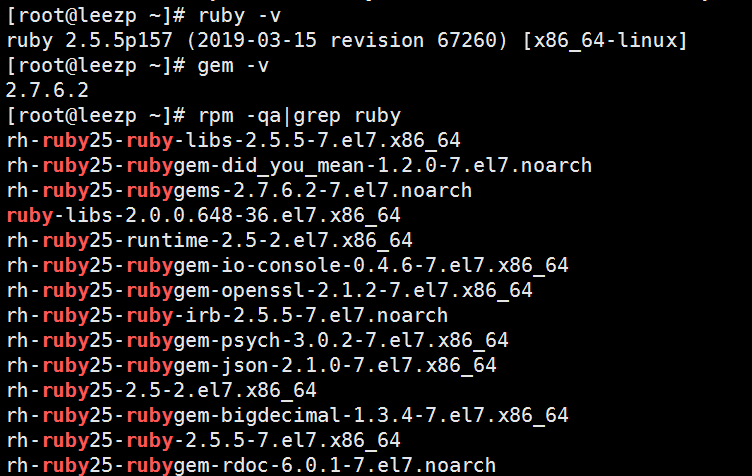 [root@leezp ~]# ruby -v
ruby 2.5.5p157 (2019-03-15 revision 67260) [x86_64-linux]
[root@leezp ~]# gem -v
2.7.6.2
[root@leezp ~]# rpm -qa|grep ruby
rh-ruby25-ruby-libs-2.5.5-7.el7.x86_64
rh-ruby25-rubygem-did_you_mean-1.2.0-7.el7.noarch
rh-ruby25-rubygems-2.7.6.2-7.el7.noarch
ruby-libs-2.0.0.648-36.el7.x86_64
rh-ruby25-runtime-2.5-2.el7.x86_64
rh-ruby25-rubygem-io-console-0.4.6-7.el7.x86_64
rh-ruby25-rubygem-openssl-2.1.2-7.el7.x86_64
rh-ruby25-ruby-irb-2.5.5-7.el7.noarch
rh-ruby25-rubygem-psych-3.0.2-7.el7.x86_64
rh-ruby25-rubygem-json-2.1.0-7.el7.x86_64
rh-ruby25-2.5-2.el7.x86_64
rh-ruby25-rubygem-bigdecimal-1.3.4-7.el7.x86_64
rh-ruby25-ruby-2.5.5-7.el7.x86_64
rh-ruby25-rubygem-rdoc-6.0.1-7.el7.noarch